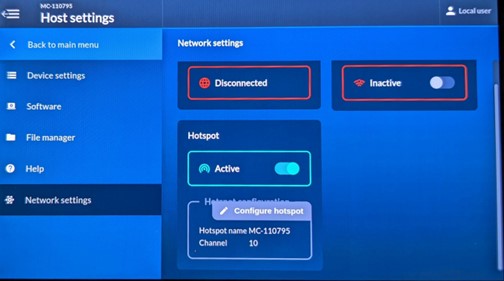 MC-110795
Host settings
Local user
Back to main menu
Device settings
Software
File manager
Help
Network settings
Network settings
Disconnected
Inactive
Hotspot
Active
Hotspot configuration
Configure hotspot
Hotspot name MC-110795
Channel 10